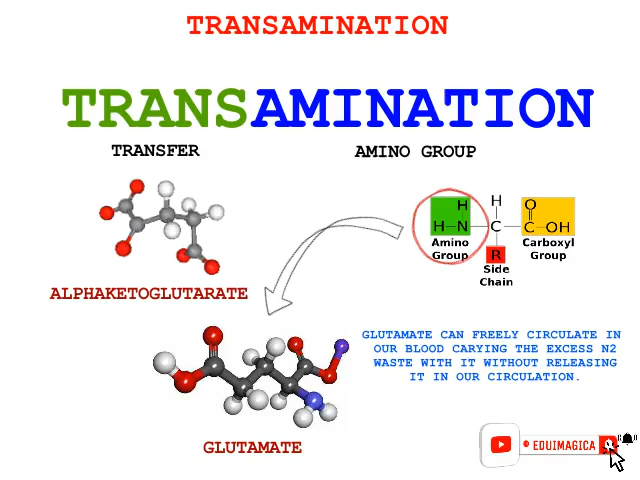 TRANSAMINATION
TRANSAMINATION
TRANSFER
AMINO GROUP
H
H
O
H-N
C
C-OH
Amino
Group
Carboxyl
Group
R
Side
Chain
ALPHAKETOGLUTARATE
GLUTAMATE CAN FREELY CIRCULATE IN
OUR BLOOD CARYING THE EXCESS N2
WASTE WITH IT WITHOUT RELEASING
IT IN OUR CIRCULATION.
GLUTAMATE
© EDUIMAGICA